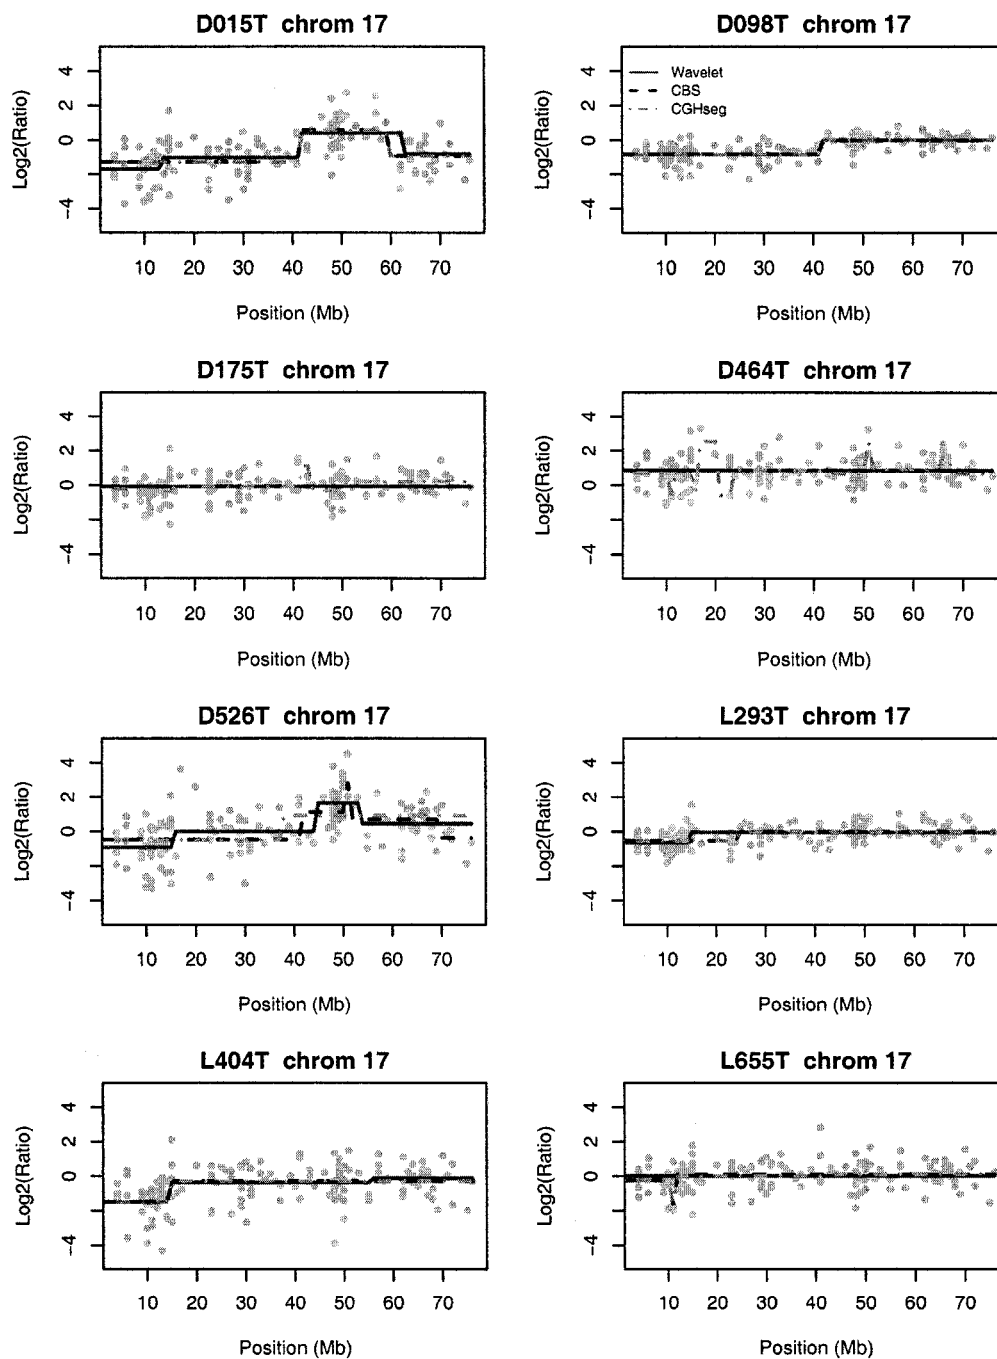 D015T chrom 17
Log2(Ratio)
4
2
0
−4
10 20 30 40 50 60 70
Position (Mb)
D098T chrom 17
Log2(Ratio)
4
2
0
−4
Wavelet
CBS
CGHseg
10 20 30 40 50 60 70
Position (Mb)
D175T chrom 17
Log2(Ratio)
4
2
0
−4
10 20 30 40 50 60 70
Position (Mb)
D464T chrom 17
Log2(Ratio)
4
2
0
−4
10 20 30 40 50 60 70
Position (Mb)
D526T chrom 17
Log2(Ratio)
4
2
0
−4
10 20 30 40 50 60 70
Position (Mb)
L293T chrom 17
Log2(Ratio)
4
2
0
−4
10 20 30 40 50 60 70
Position (Mb)
L404T chrom 17
Log2(Ratio)
4
2
0
−4
10 20 30 40 50 60 70
Position (Mb)
L655T chrom 17
Log2(Ratio)
4
2
0
−4
10 20 30 40 50 60 70
Position (Mb)